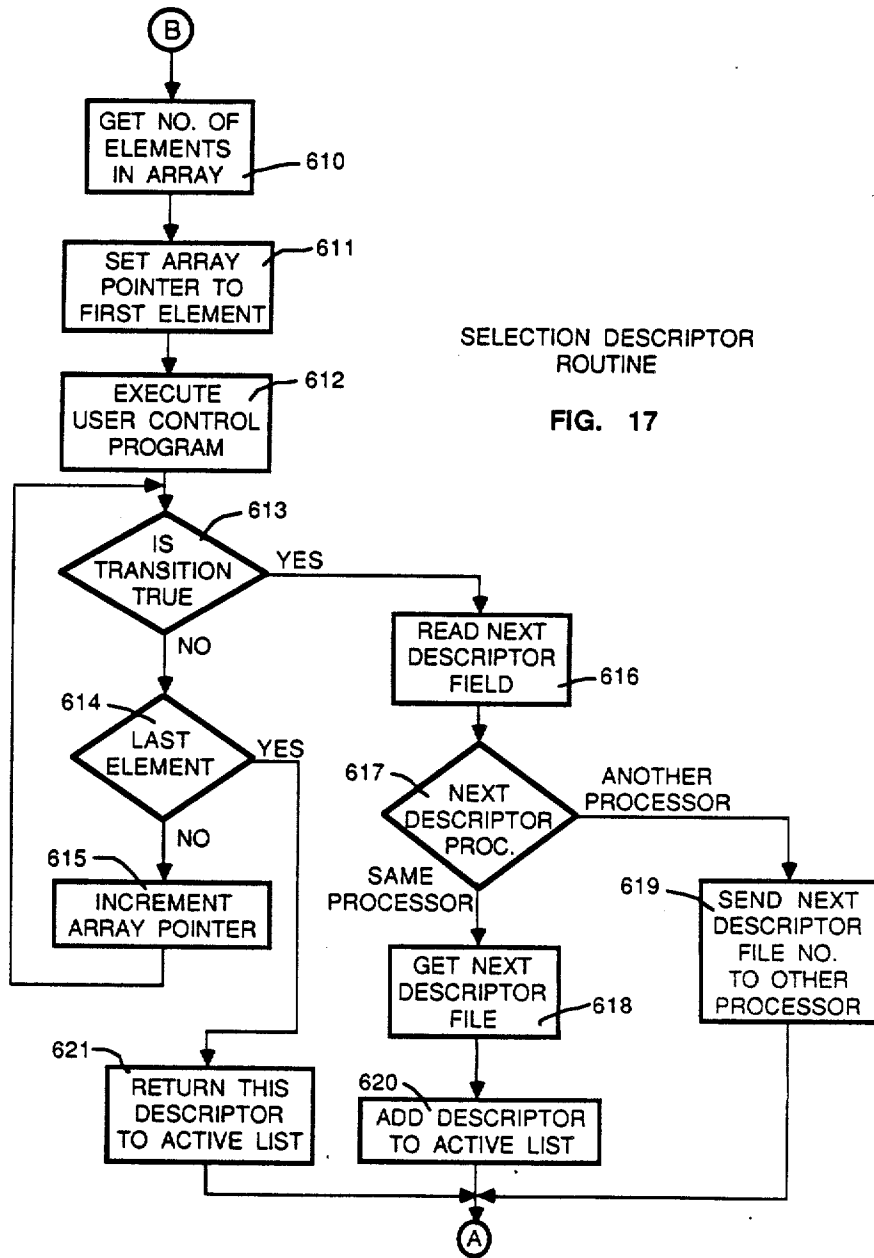 B
GET NO. OF
ELEMENTS
IN ARRAY
610
SET ARRAY
POINTER TO
FIRST ELEMENT
611
SELECTION DESCRIPTOR
ROUTINE
FIG. 17
EXECUTE
USER CONTROL
PROGRAM
612
IS
TRANSITION
TRUE
613
YES
NO
READ NEXT
DESCRIPTOR
FIELD
616
614
LAST
ELEMENT
YES
NO
617
NEXT
DESCRIPTOR
PROC.
ANOTHER
PROCESSOR
SAME
PROCESSOR
615
INCREMENT
ARRAY POINTER
619
SEND NEXT
DESCRIPTOR
FILE NO.
TO OTHER
PROCESSOR
GET NEXT
DESCRIPTOR
FILE
618
621
RETURN THIS
DESCRIPTOR
TO ACTIVE LIST
620
ADD DESCRIPTOR
TO ACTIVE LIST
A